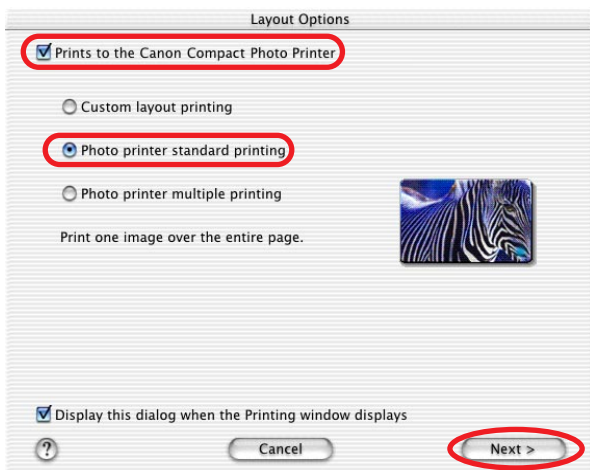 Layout Options
Prints to the Canon Compact Photo Printer
Custom layout printing
Photo printer standard printing
Photo printer multiple printing
Print one image over the entire page.
Display this dialog when the Printing window displays
?
Cancel
Next >